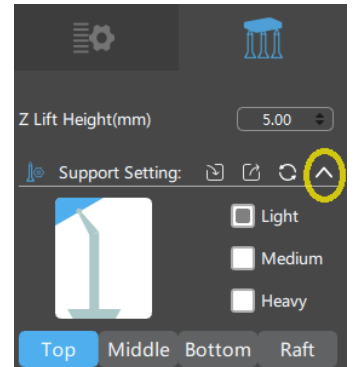 Z Lift Height(mm) 5.00
Support Setting:
Light
Medium
Heavy
Top Middle Bottom Raft